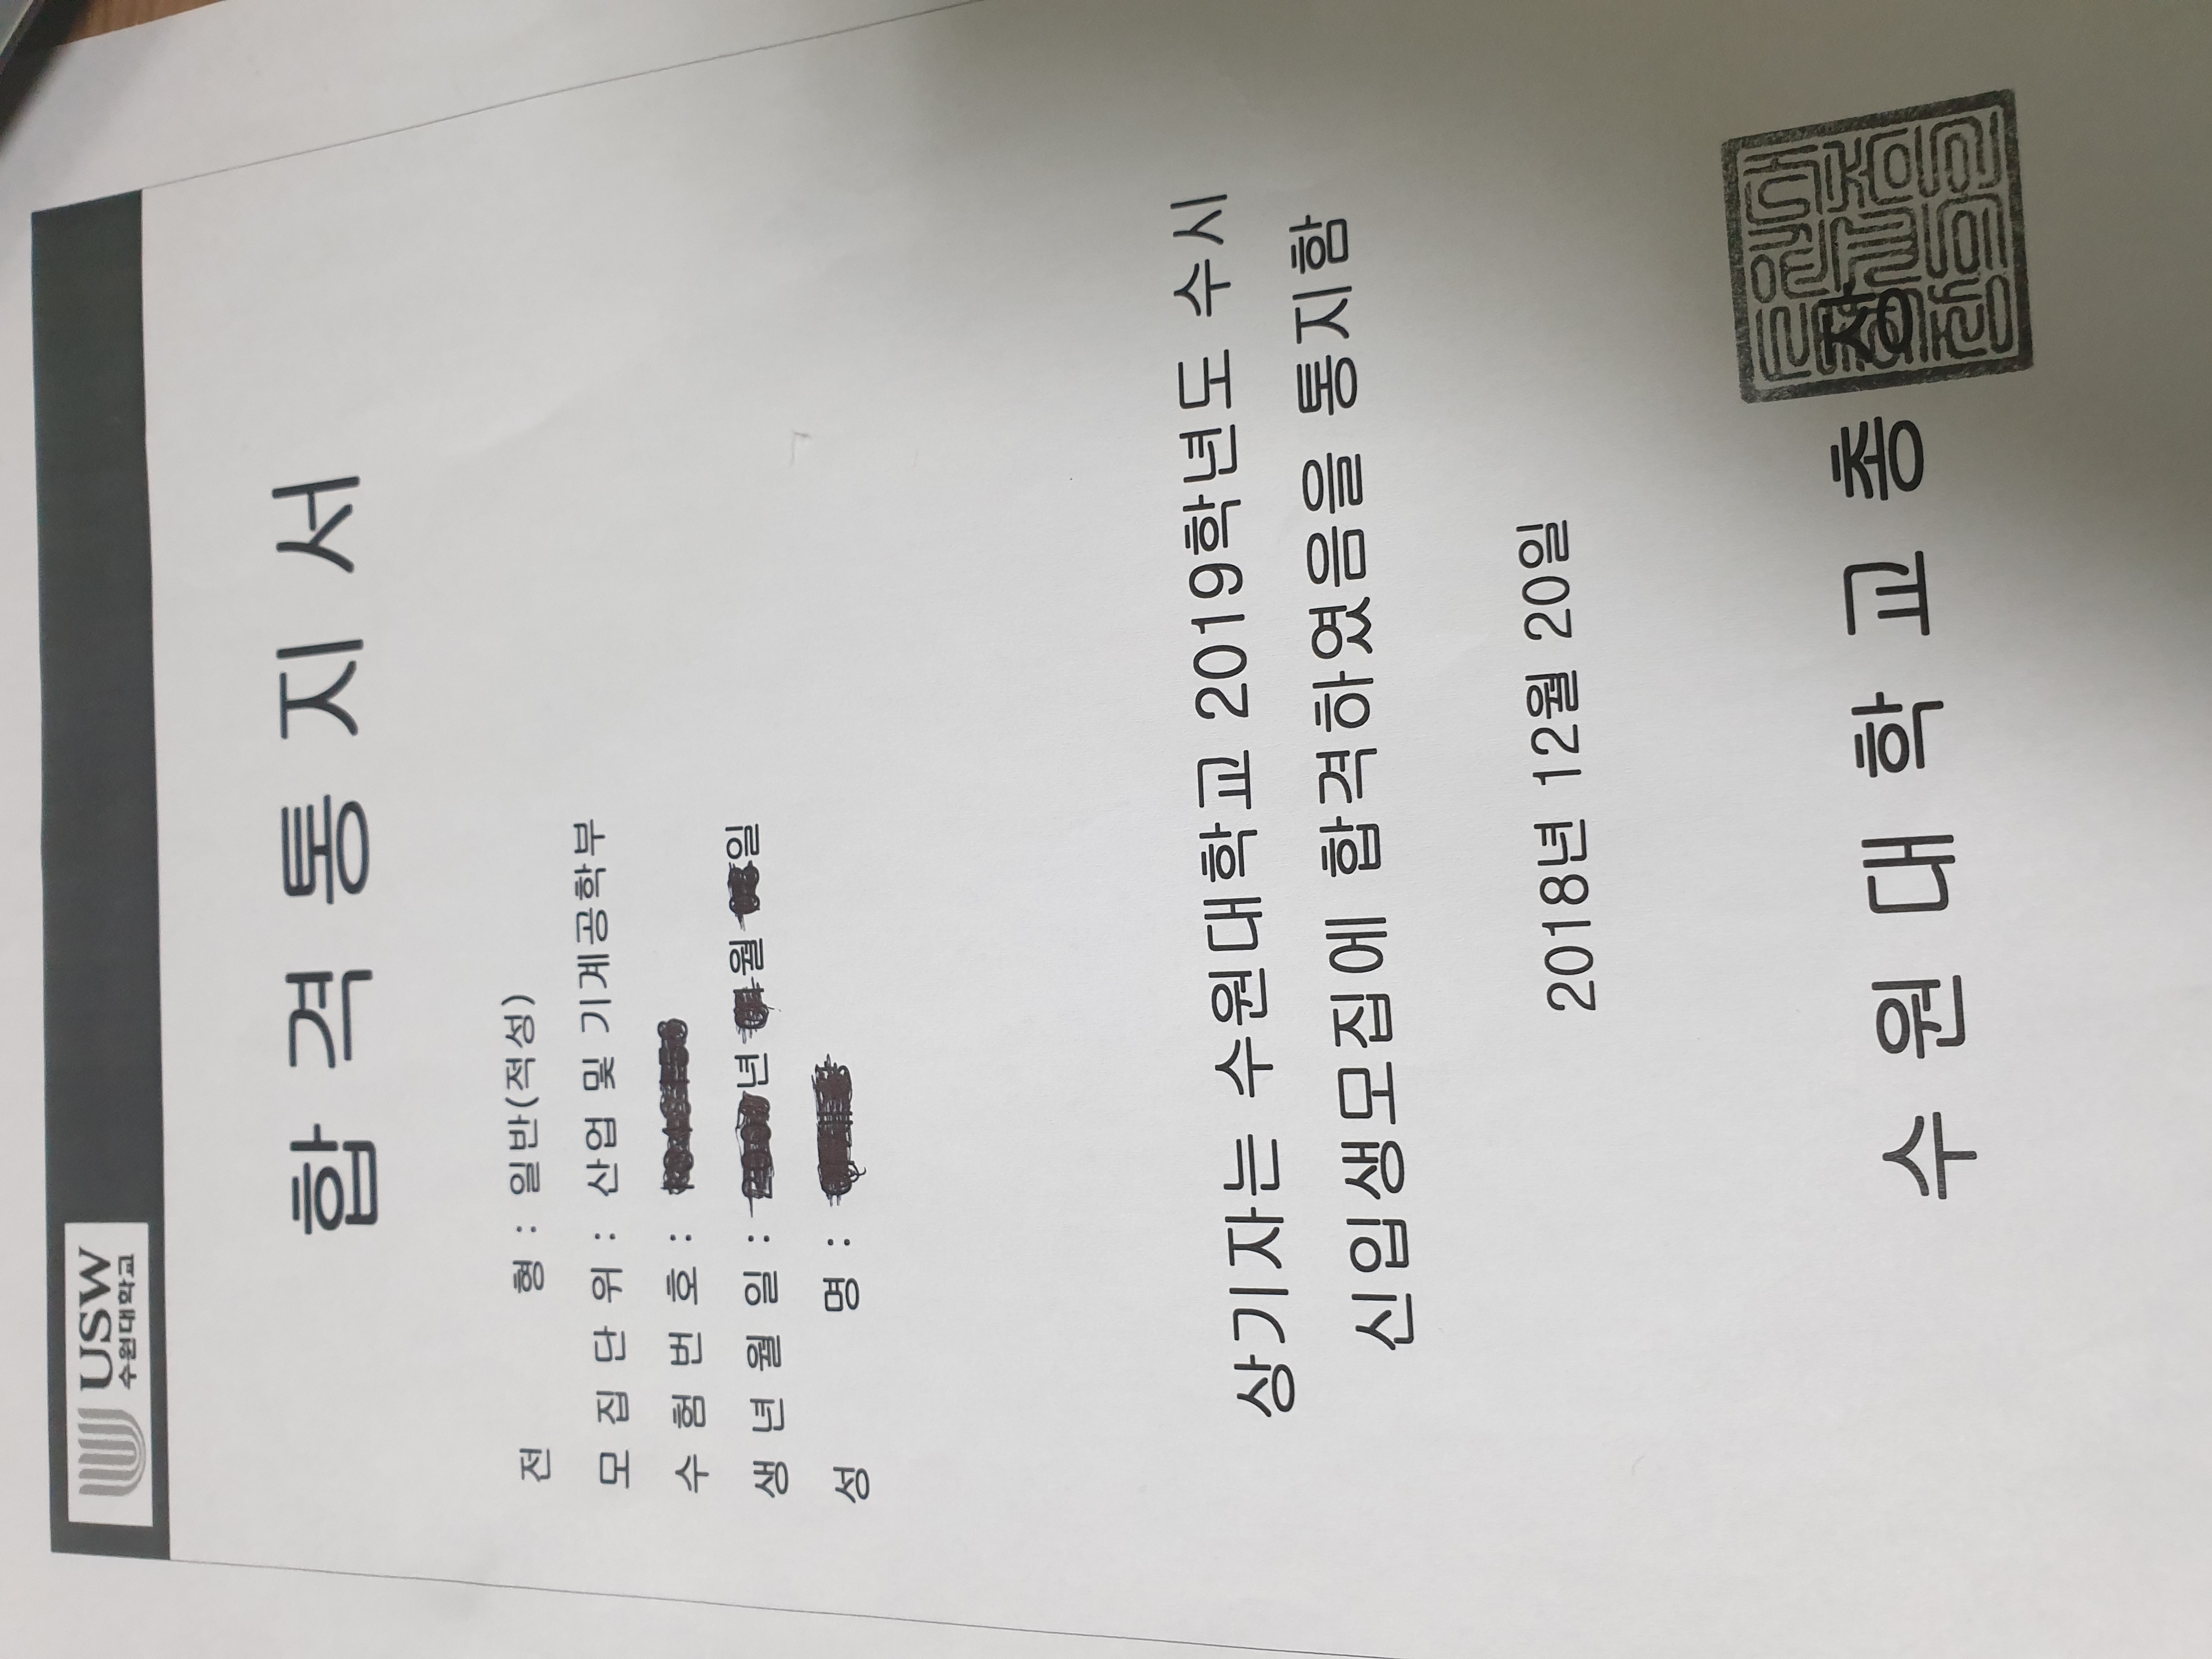 USW
수원대학교
합 격 통 지 서
전 형 : 일반(적성)
모 집 단 위 : 산업 및 기계공학부
수 험 번 호 :
생 년 월 일 : 년 월 일
성 명 :
상기자는 수원대학교 2019학년도 수시
신입생모집에 합격하였음을 통지함
2018년 12월 20일
수 원 대 학 교 총 장